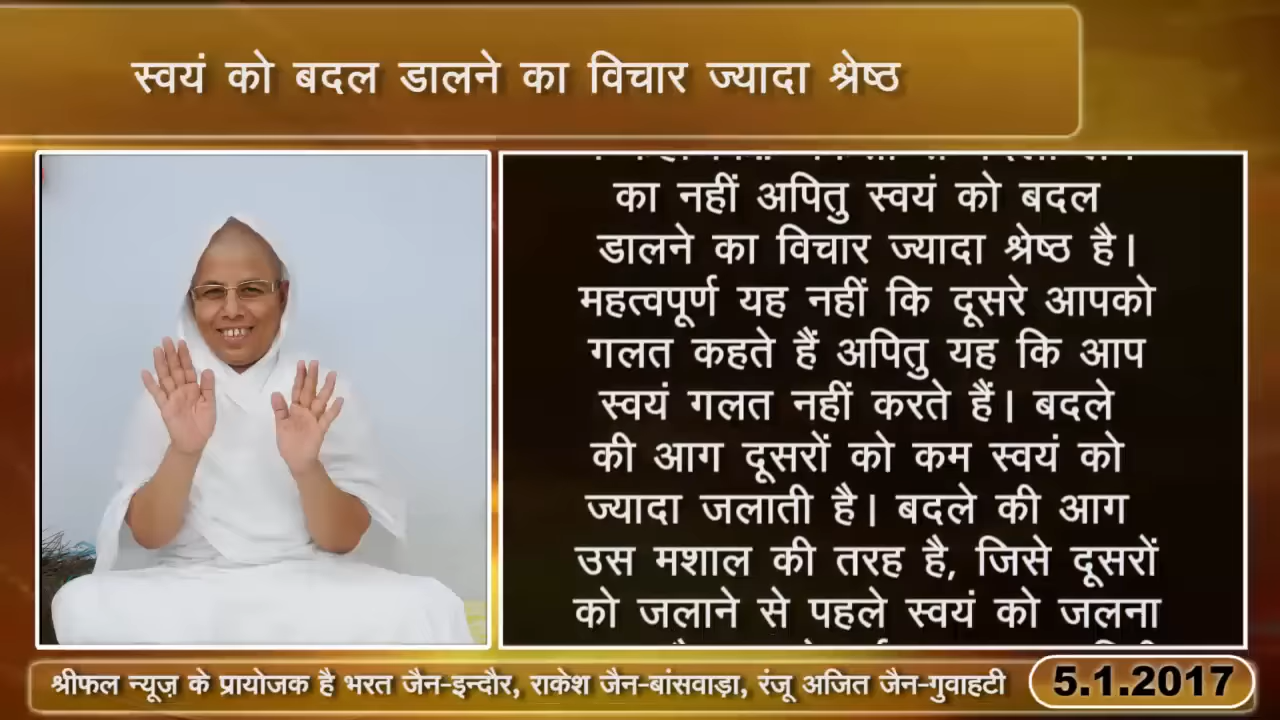 स्वयं को बदल डालने का विचार ज्यादा श्रेष्ठ
का नहीं अपितु स्वयं को बदल
डालने का विचार ज्यादा श्रेष्ठ है।
महत्वपूर्ण यह नहीं कि दूसरे आपको
गलत कहते हैं अपितु यह कि आप
स्वयं गलत नहीं करते हैं। बदले
की आग दूसरों को कम स्वयं को
ज्यादा जलाती है। बदले की आग
उस मशाल की तरह है, जिसे दूसरों
को जलाने से पहले स्वयं को जलना
श्रीफल न्यूज़ के प्रायोजक है भरत जैन-इन्दौर, राकेश जैन-बांसवाड़ा, रंजू अजित जैन-गुवाहटी
5.1.2017